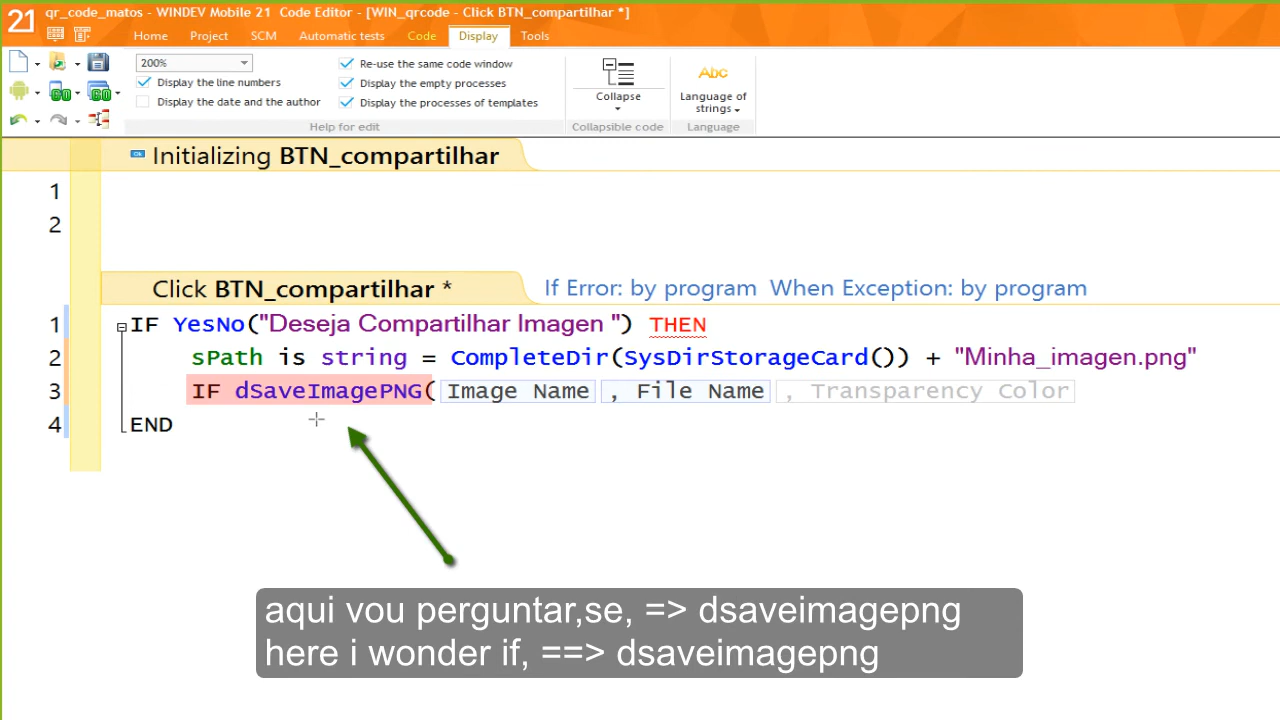 21 qr_code_matos - WINDEV Mobile 21 Code Editor - [WIN_qrcode - Click BTN_compartilhar *]
Home Project SCM Automatic tests Code Display Tools
200%
Display the line numbers
Display the date and the author
Re-use the same code window
Display the empty processes
Display the processes of templates
Help for edit
Collapse
Collapsible code
Abc
Language of
strings
Language
GO GO
Initializing BTN_compartilhar
1
2
Click BTN_compartilhar * If Error: by program When Exception: by program
1 IF YesNo("Deseja Compartilhar Imagen ") THEN
2 sPath is string = CompleteDir(SysDirStorageCard()) + "Minha_imagen.png"
3 IF dSaveImagePNG( Image Name , File Name , Transparency Color
4 END
aqui vou perguntar,se, => dsaveimagepng
here i wonder if, ==> dsaveimagepng